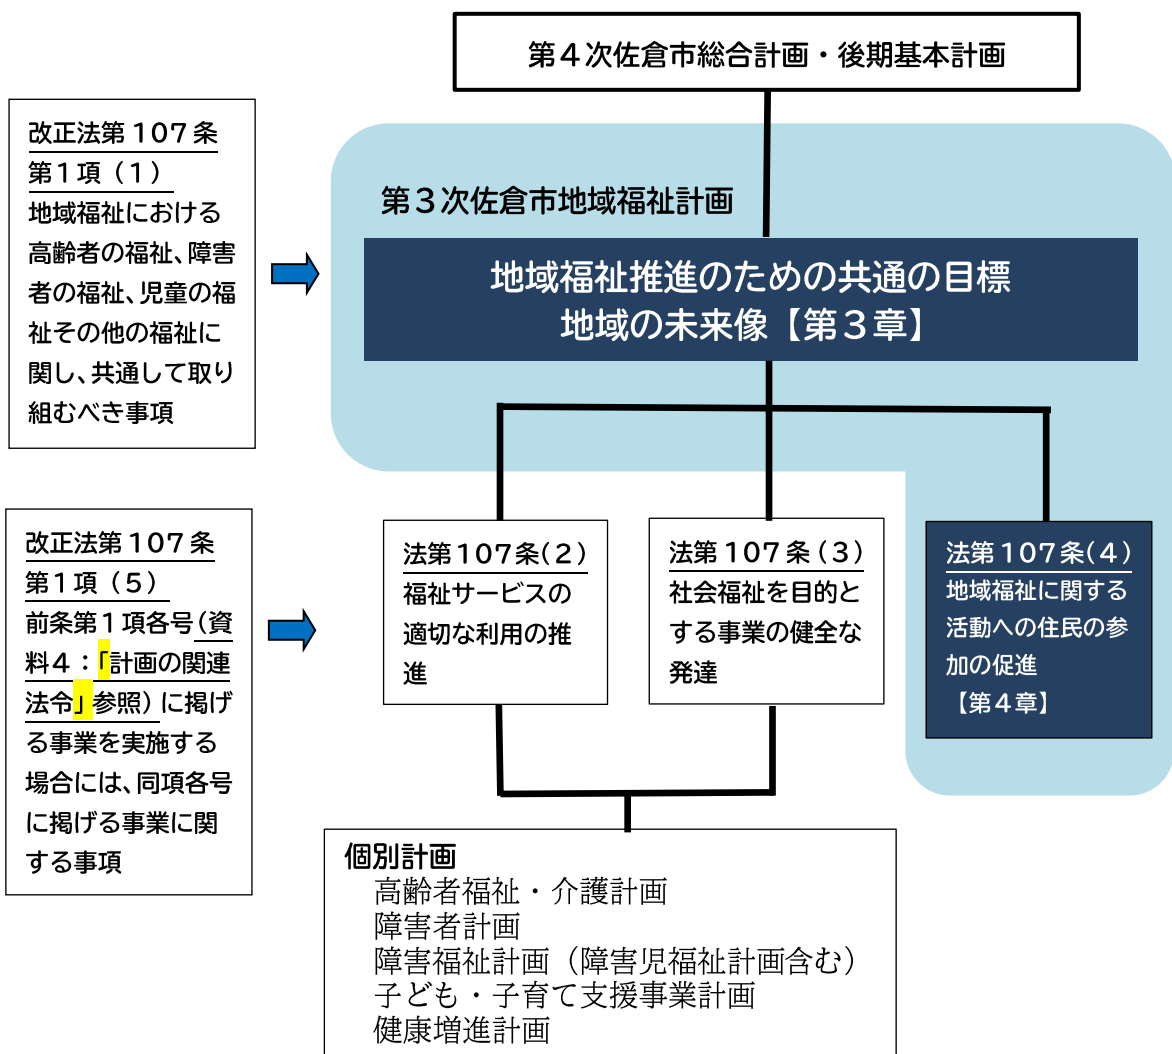 第４次佐倉市総合計画・後期基本計画
改正法第１０７条
第１項（１）
地域福祉における
高齢者の福祉、障害
者の福祉、児童の福
祉その他の福祉に
関し、共通して取り
組むべき事項
第３次佐倉市地域福祉計画
地域福祉推進のための共通の目標
地域の未来像【第３章】
改正法第１０７条
第１項（５）
前条第１項各号（資
料４：「計画の関連
法令」参照）に掲げ
る事業を実施する
場合には、同項各号
に掲げる事業に関
する事項
法第１０７条（２）
福祉サービスの
適切な利用の推
進
法第１０７条（３）
社会福祉を目的と
する事業の健全な
発達
法第１０７条（４）
地域福祉に関する
活動への住民の参
加の促進
【第４章】
個別計画
高齢者福祉・介護計画
障害者計画
障害福祉計画（障害児福祉計画含む）
子ども・子育て支援事業計画
健康増進計画